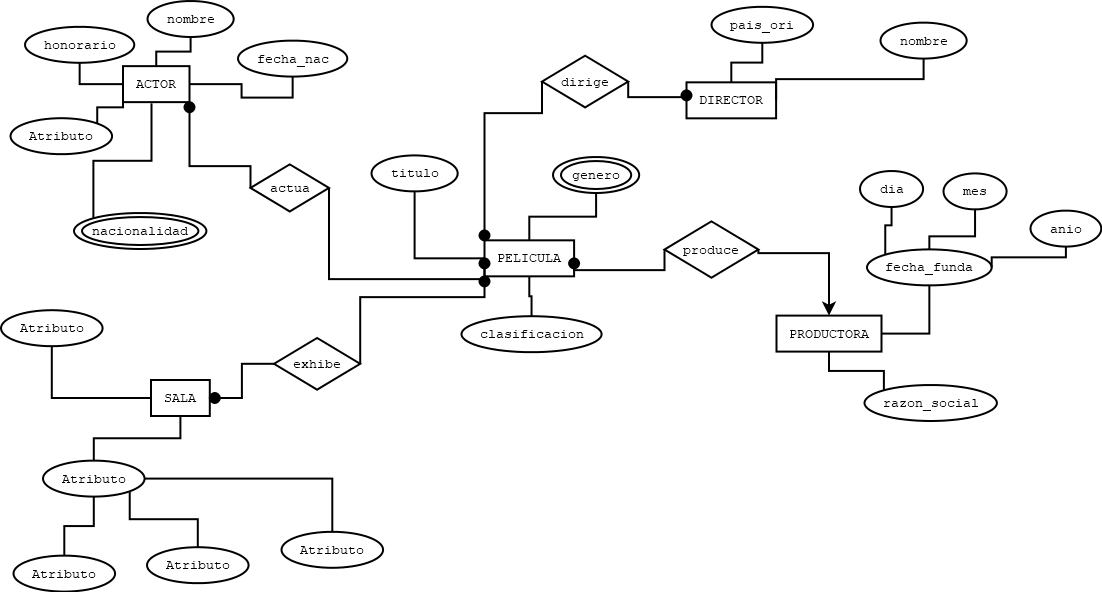 nombre
honorario
fecha_nac
ACTOR
Atributo
nacionalidad
actua
pais_ori
nombre
dirige
DIRECTOR
titulo
genero
PELICULA
clasificacion
produce
dia
mes
anio
fecha_funda
PRODUCTORA
razon_social
Atributo
exhibe
SALA
Atributo
Atributo
Atributo
Atributo